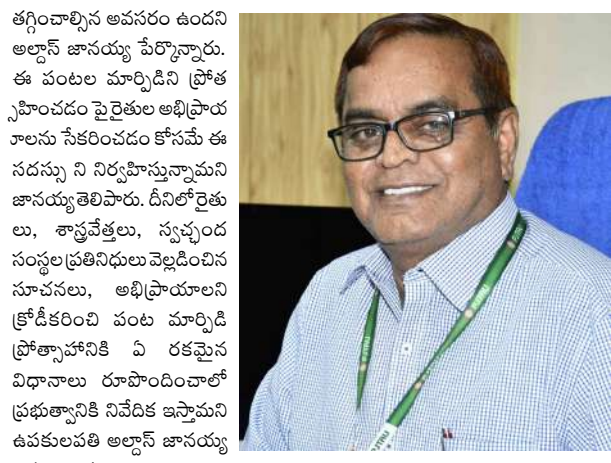 తగ్గించాల్సిన అవసరం ఉందని
అల్దాస్ జానయ్య పేర్కొన్నారు.
ఈ పంటల మార్పిడిని ప్రోత
్సహించడం పైరైతుల అభిప్రాయ
ాలను సేకరించడం కోసమే ఈ
సదస్సు ని నిర్వహిస్తున్నామని
జానయ్యతెలిపారు. దీనిలోరైతు
లు, శాస్త్రవేత్తలు, స్వచ్ఛంద
సంస్థలప్రతినిధులువెల్లడించిన
సూచనలు, అభిప్రాయాలని
క్రోడీకరించి పంట మార్పిడి
ప్రోత్సాహానికి ఏ రకమైన
విధానాలు రూపొందించాలో
ప్రభుత్వానికి నివేదిక ఇస్తామని
ఉపకులపతి అల్దాస్ జానయ్య